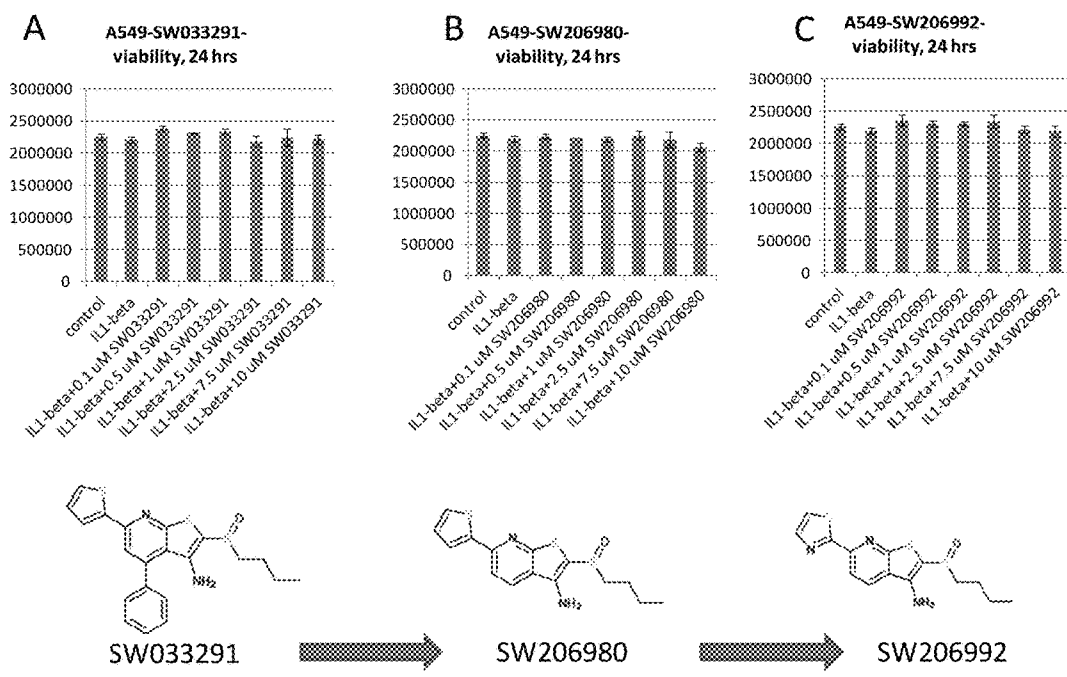 A
A549-SW033291-
viability, 24 hrs
3000000
2500000
2000000
1500000
1000000
500000
0
control
IL1-beta
IL1-beta+0.1 uM SW033291
IL1-beta+0.5 uM SW033291
IL1-beta+1 uM SW033291
IL1-beta+2.5 uM SW033291
IL1-beta+7.5 uM SW033291
IL1-beta+10 uM SW033291
B
A549-SW206980-
viability, 24 hrs
3000000
2500000
2000000
1500000
1000000
500000
0
control
IL1-beta
IL1-beta+0.1 uM SW206980
IL1-beta+0.5 uM SW206980
IL1-beta+1 uM SW206980
IL1-beta+2.5 uM SW206980
IL1-beta+7.5 uM SW206980
IL1-beta+10 uM SW206980
C
A549-SW206992-
viability, 24 hrs
3000000
2500000
2000000
1500000
1000000
500000
0
control
IL1-beta
IL1-beta+0.1 uM SW206992
IL1-beta+0.5 uM SW206992
IL1-beta+1 uM SW206992
IL1-beta+2.5 uM SW206992
IL1-beta+7.5 uM SW206992
IL1-beta+10 uM SW206992
N
O
NH2
SW033291
N
O
NH2
SW206980
N
N
O
NH2
SW206992